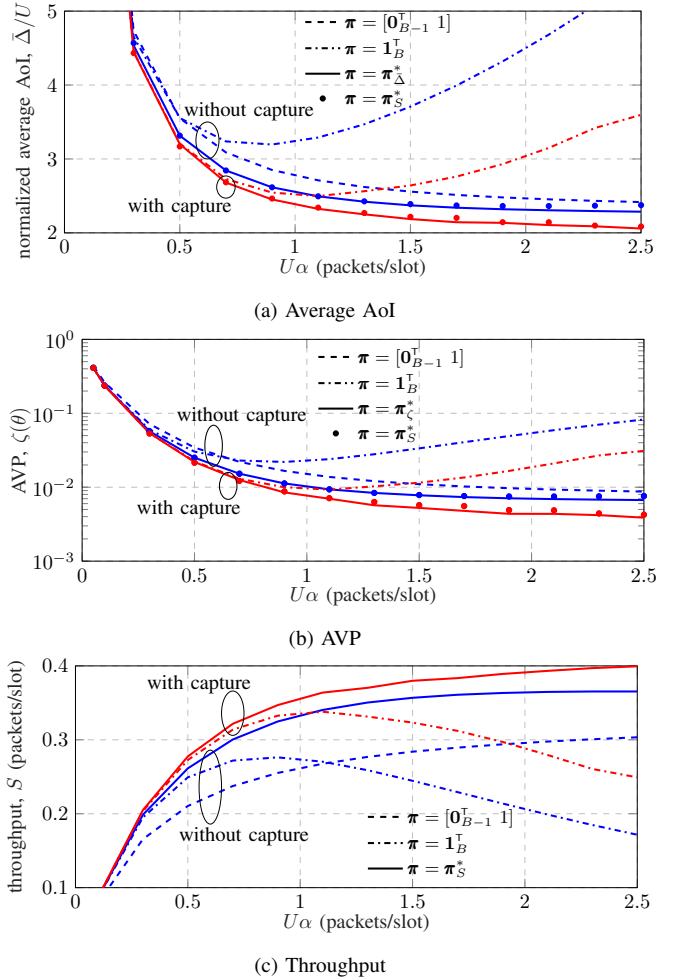 normalized average AoI, Δ̄/U
5
4
3
2
0
0.5
1
1.5
2
2.5
π = [0ᵀ_{B−1} 1]
π = 1ᵀ_B
π = π*_Δ̄
π = π*_S
without capture
with capture
Uα (packets/slot)
(a) Average AoI
AVP, ζ(θ)
10⁰
10⁻¹
10⁻²
10⁻³
0
0.5
1
1.5
2
2.5
π = [0ᵀ_{B−1} 1]
π = 1ᵀ_B
π = π*_ζ
π = π*_S
without capture
with capture
Uα (packets/slot)
(b) AVP
throughput, S (packets/slot)
0.4
0.3
0.2
0.1
0.5
1
1.5
2
2.5
with capture
without capture
π = [0ᵀ_{B−1} 1]
π = 1ᵀ_B
π = π*_S
Uα (packets/slot)
(c) Throughput